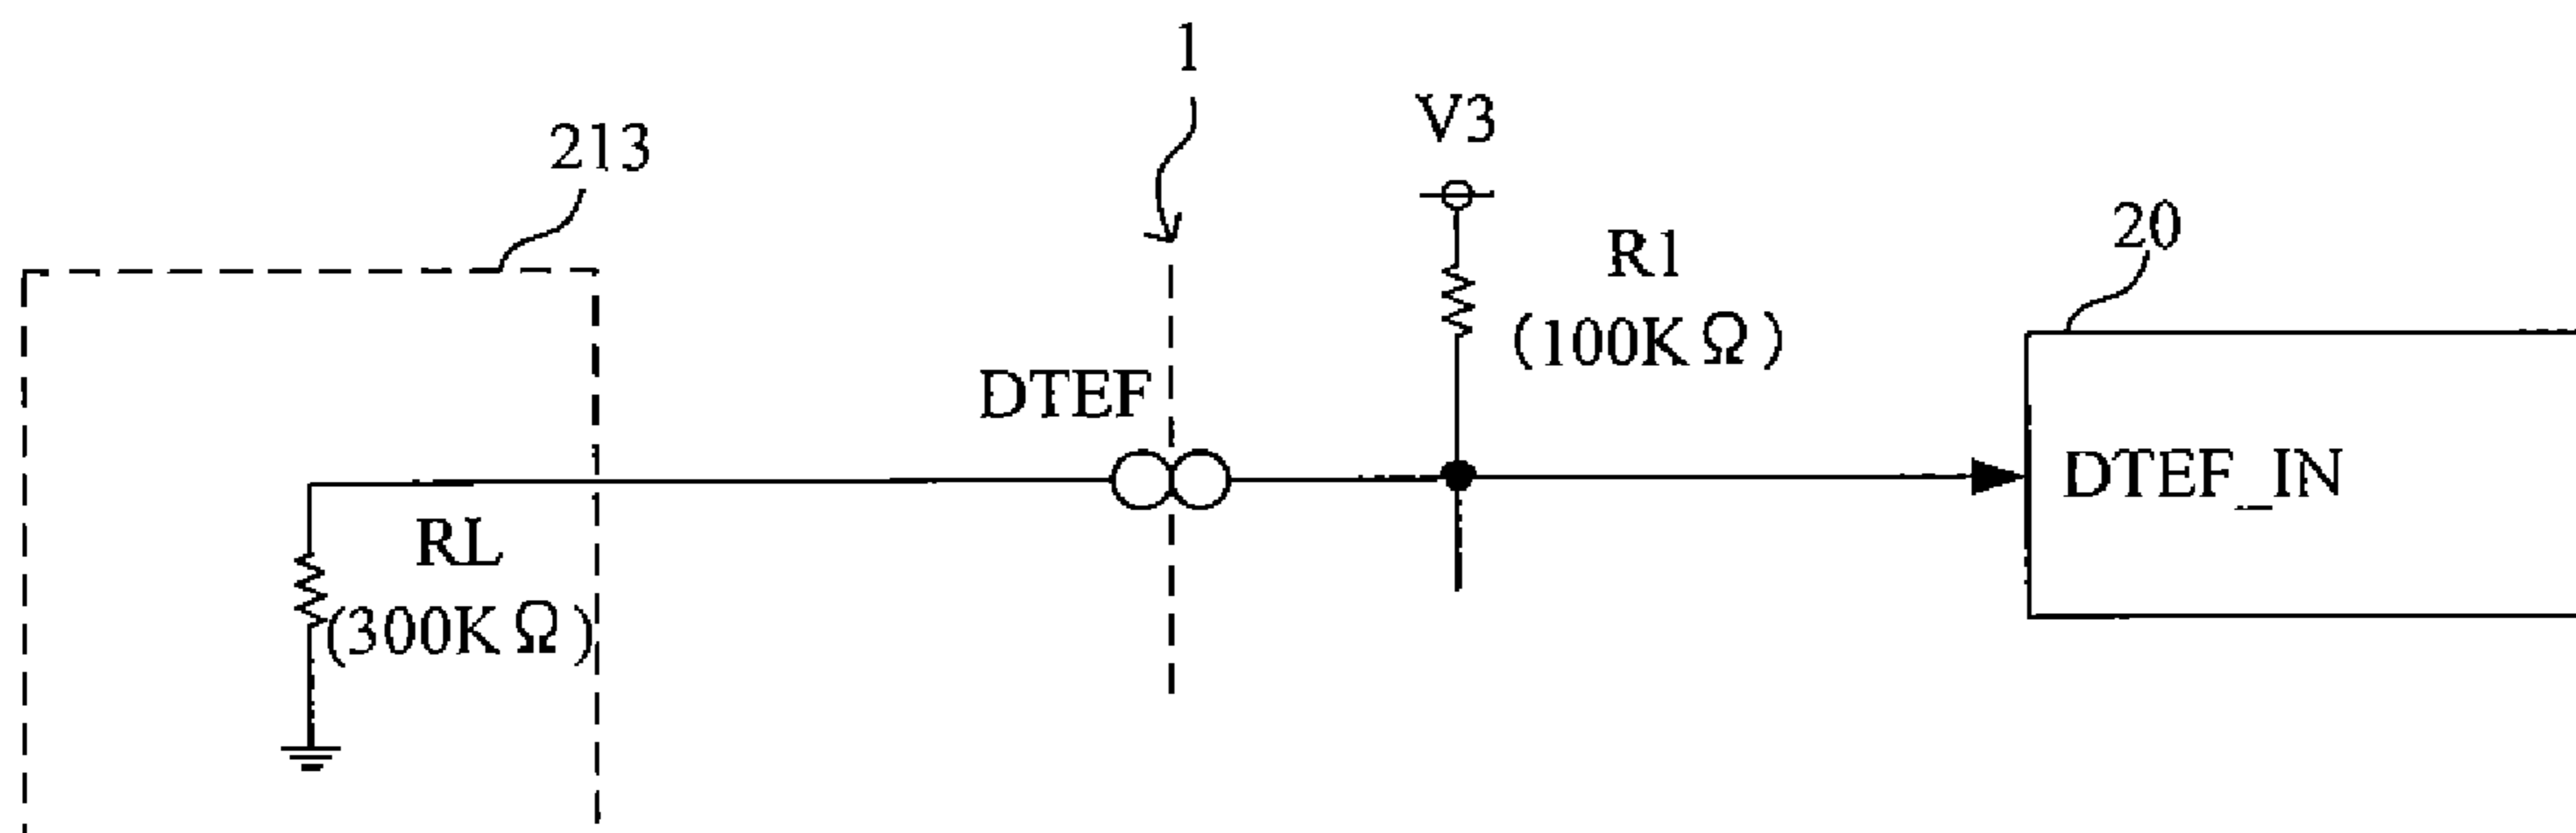 1
V3
213
R1
20
(100KΩ)
DTEF
DTEF_IN
RL
(300KΩ)